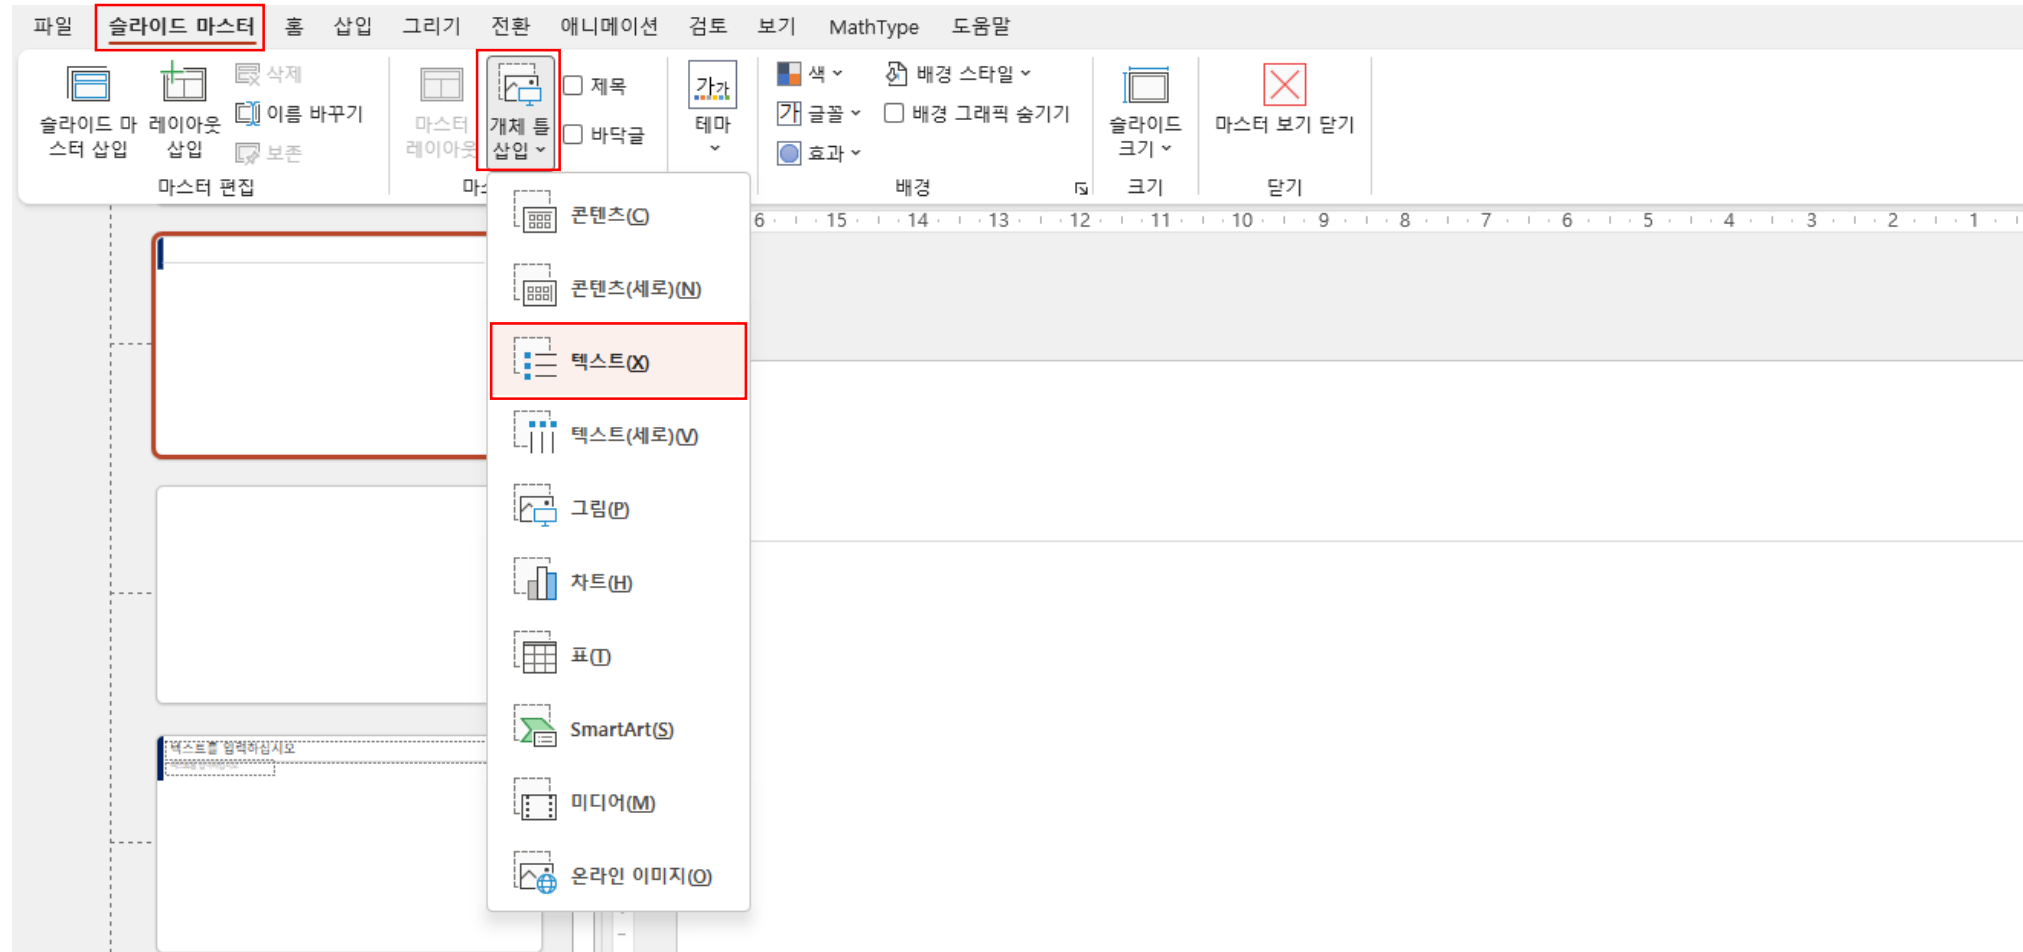 파일 슬라이드 마스터 홈 삽입 그리기 전환 애니메이션 검토 보기 MathType 도움말
슬라이드 마스터 삽입
레이아웃 삽입
삭제
이름 바꾸기
보존
마스터 편집
마스터 레이아웃
개체 틀 삽입
제목
바닥글
테마
색
글꼴
효과
배경 스타일
배경 그래픽 숨기기
배경
슬라이드 크기
크기
마스터 보기 닫기
닫기
6 15 14 13 12 11 10 9 8 7 6 5 4 3 2 1
콘텐츠(C)
콘텐츠(세로)(N)
텍스트(X)
텍스트(세로)(V)
그림(P)
차트(H)
표(T)
SmartArt(S)
미디어(M)
온라인 이미지(O)
텍스트를 입력하십시오